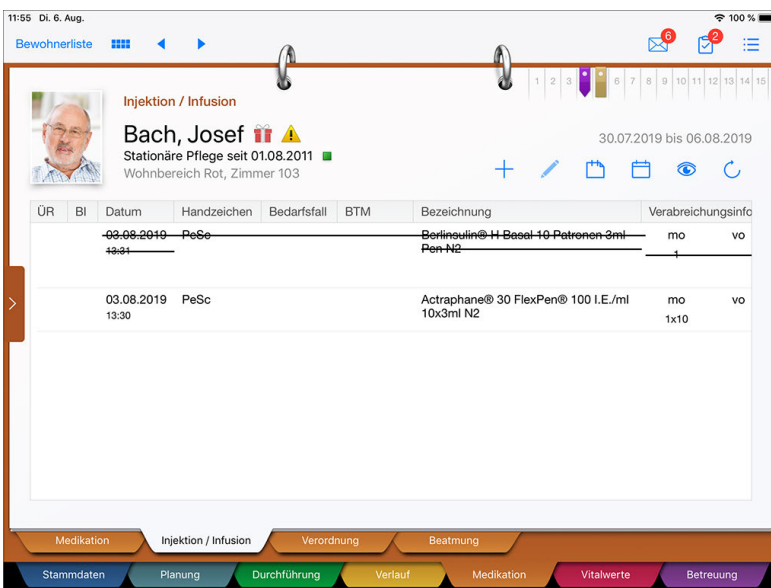 11:55 Di. 6. Aug. 100 %
Bewohnerliste 6 2
1 2 3 6 7 8 9 10 11 12 13 14 15
Injektion / Infusion
Bach, Josef
30.07.2019 bis 06.08.2019
Stationäre Pflege seit 01.08.2011
Wohnbereich Rot, Zimmer 103
ÜR BI Datum Handzeichen Bedarfsfall BTM Bezeichnung Verabreichungsinfo
03.08.2019 PeSc Berlinsulin® H Basal 10 Patronen 3ml mo vo
13:31 Pen N2 1
03.08.2019 PeSc Actraphane® 30 FlexPen® 100 I.E./ml mo vo
13:30 10x3ml N2 1x10
Medikation Injektion / Infusion Verordnung Beatmung
Stammdaten Planung Durchführung Verlauf Medikation Vitalwerte Betreuung